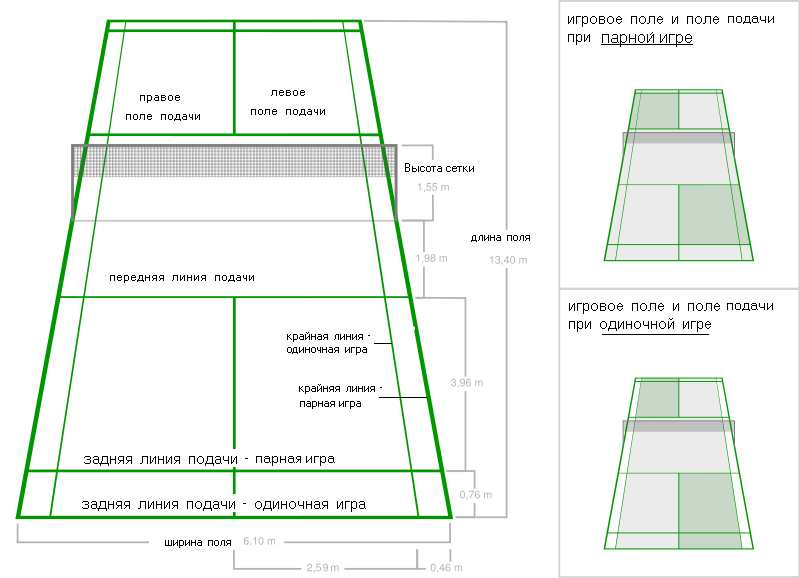 правое
поле подачи
левое
поле подачи
Высота сетки
1,55 m
длина поля
13,40 m
1,98 m
передняя линия подачи
крайная линия -
одиночная игра
крайняя линия -
парная игра
3,96 m
задняя линия подачи - парная игра
задняя линия подачи - одиночная игра
0,76 m
ширина поля 6,10 m
2,59 m
0,46 m
игровое поле и поле подачи
при парной игре
игровое поле и поле подачи
при одиночной игре